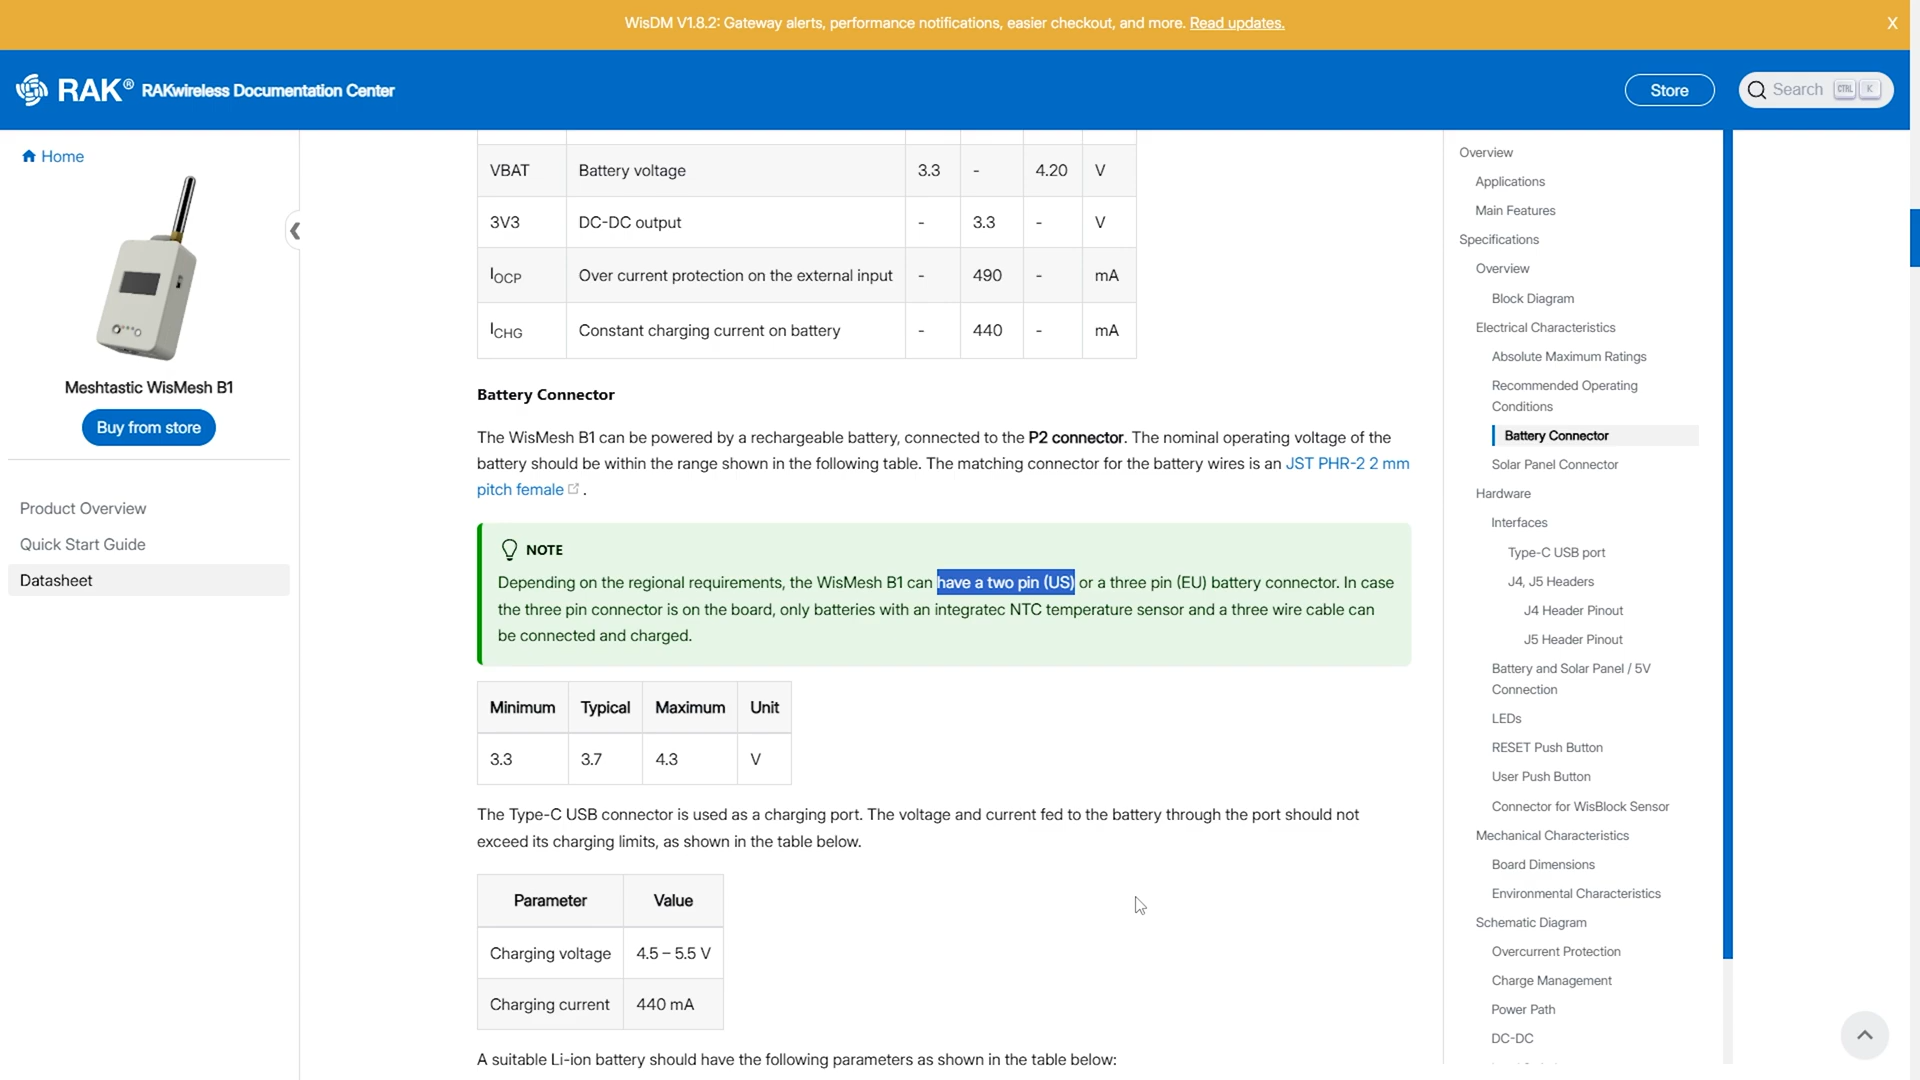 WisDM V1.8.2: Gateway alerts, performance notifications, easier checkout, and more. Read updates.
X
RAK® RAKwireless Documentation Center
Store
Search CTRL K
Home
Meshtastic WisMesh B1
Buy from store
Product Overview
Quick Start Guide
Datasheet
VBAT Battery voltage 3.3 - 4.20 V
3V3 DC-DC output - 3.3 - V
IOCP Over current protection on the external input - 490 - mA
ICHG Constant charging current on battery - 440 - mA
Battery Connector
The WisMesh B1 can be powered by a rechargeable battery, connected to the P2 connector. The nominal operating voltage of the
battery should be within the range shown in the following table. The matching connector for the battery wires is an JST PHR-2 2 mm
pitch female .
NOTE
Depending on the regional requirements, the WisMesh B1 can have a two pin (US) or a three pin (EU) battery connector. In case
the three pin connector is on the board, only batteries with an integratec NTC temperature sensor and a three wire cable can
be connected and charged.
Minimum Typical Maximum Unit
3.3 3.7 4.3 V
The Type-C USB connector is used as a charging port. The voltage and current fed to the battery through the port should not
exceed its charging limits, as shown in the table below.
Parameter Value
Charging voltage 4.5 – 5.5 V
Charging current 440 mA
A suitable Li-ion battery should have the following parameters as shown in the table below:
Overview
Applications
Main Features
Specifications
Overview
Block Diagram
Electrical Characteristics
Absolute Maximum Ratings
Recommended Operating
Conditions
Battery Connector
Solar Panel Connector
Hardware
Interfaces
Type-C USB port
J4, J5 Headers
J4 Header Pinout
J5 Header Pinout
Battery and Solar Panel / 5V
Connection
LEDs
RESET Push Button
User Push Button
Connector for WisBlock Sensor
Mechanical Characteristics
Board Dimensions
Environmental Characteristics
Schematic Diagram
Overcurrent Protection
Charge Management
Power Path
DC-DC